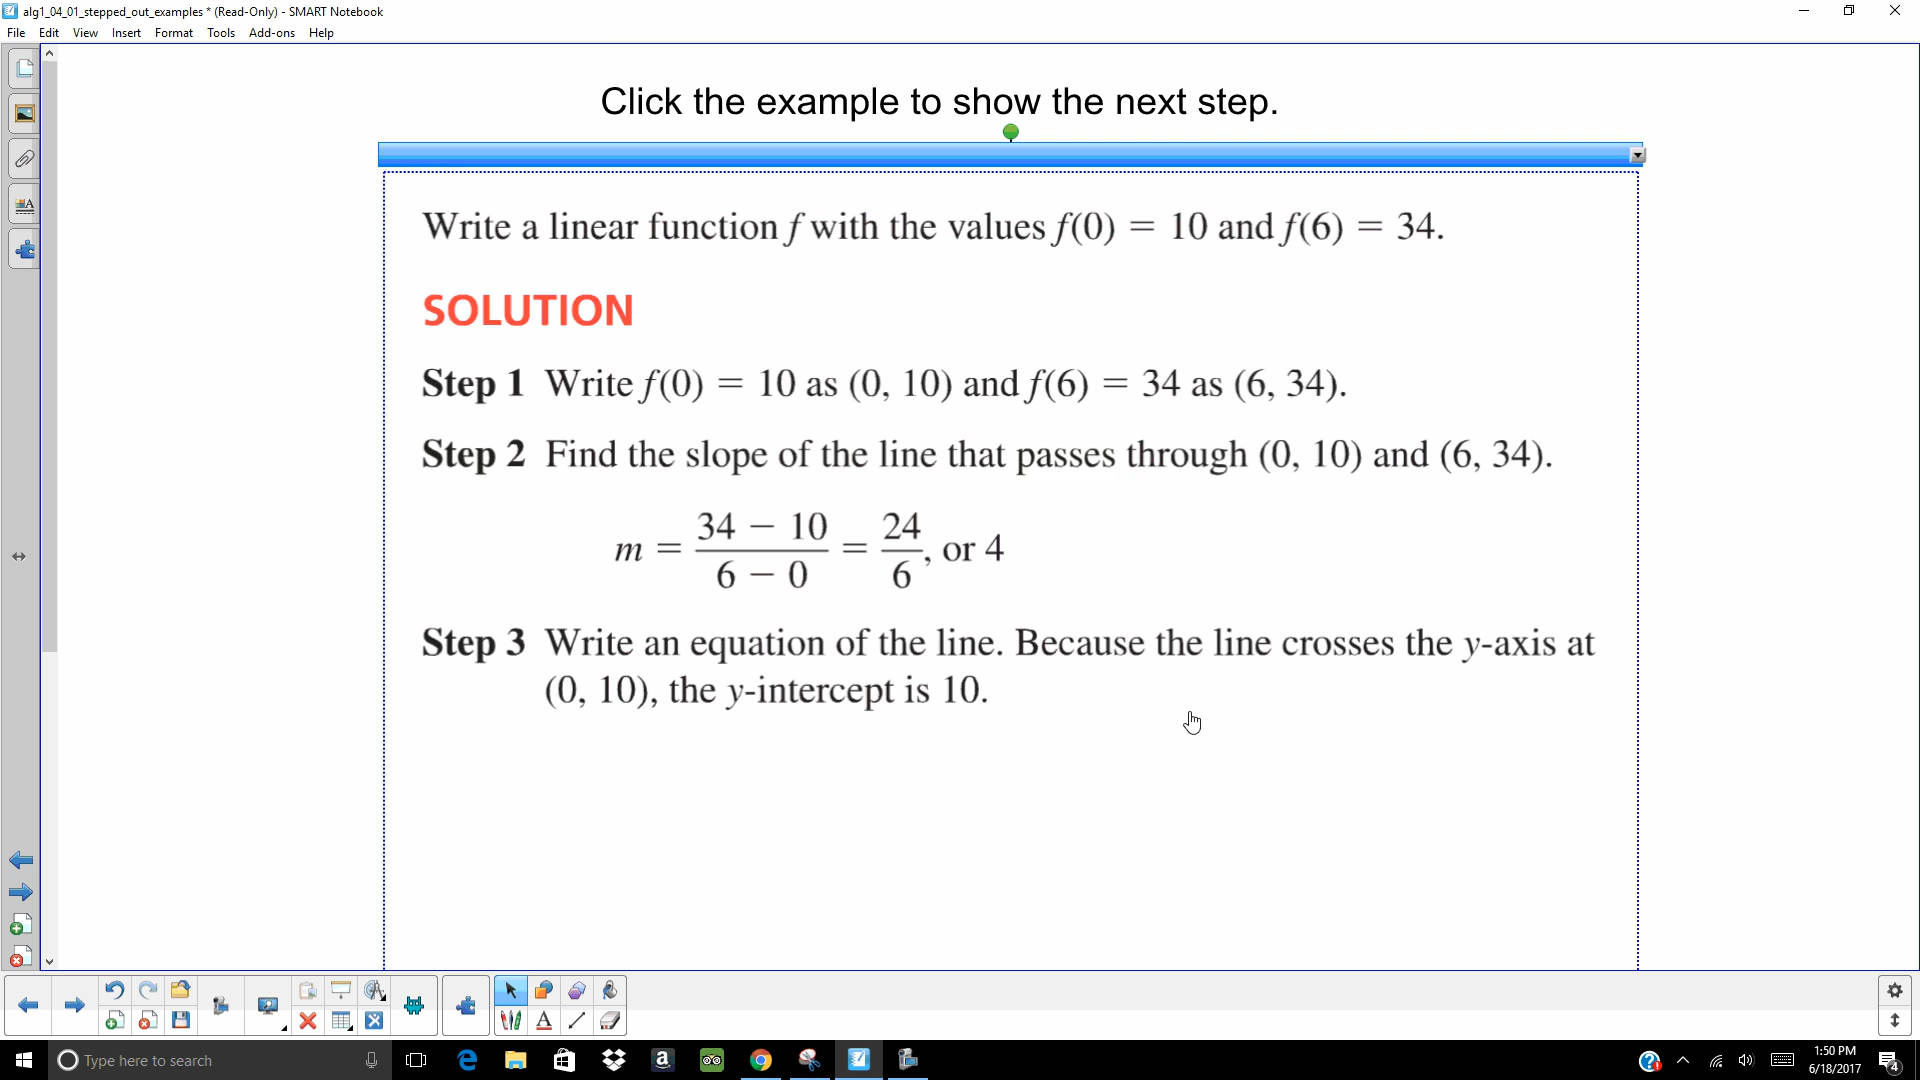 alg1_04_01_stepped_out_examples * (Read-Only) - SMART Notebook
File Edit View Insert Format Tools Add-ons Help
Click the example to show the next step.
Write a linear function f with the values f(0) = 10 and f(6) = 34.
SOLUTION
Step 1 Write f(0) = 10 as (0, 10) and f(6) = 34 as (6, 34).
Step 2 Find the slope of the line that passes through (0, 10) and (6, 34).
m = \frac{34 − 10}{6 − 0} = \frac{24}{6}, or 4
Step 3 Write an equation of the line. Because the line crosses the y-axis at
(0, 10), the y-intercept is 10.
Type here to search
1:50 PM
6/18/2017
4